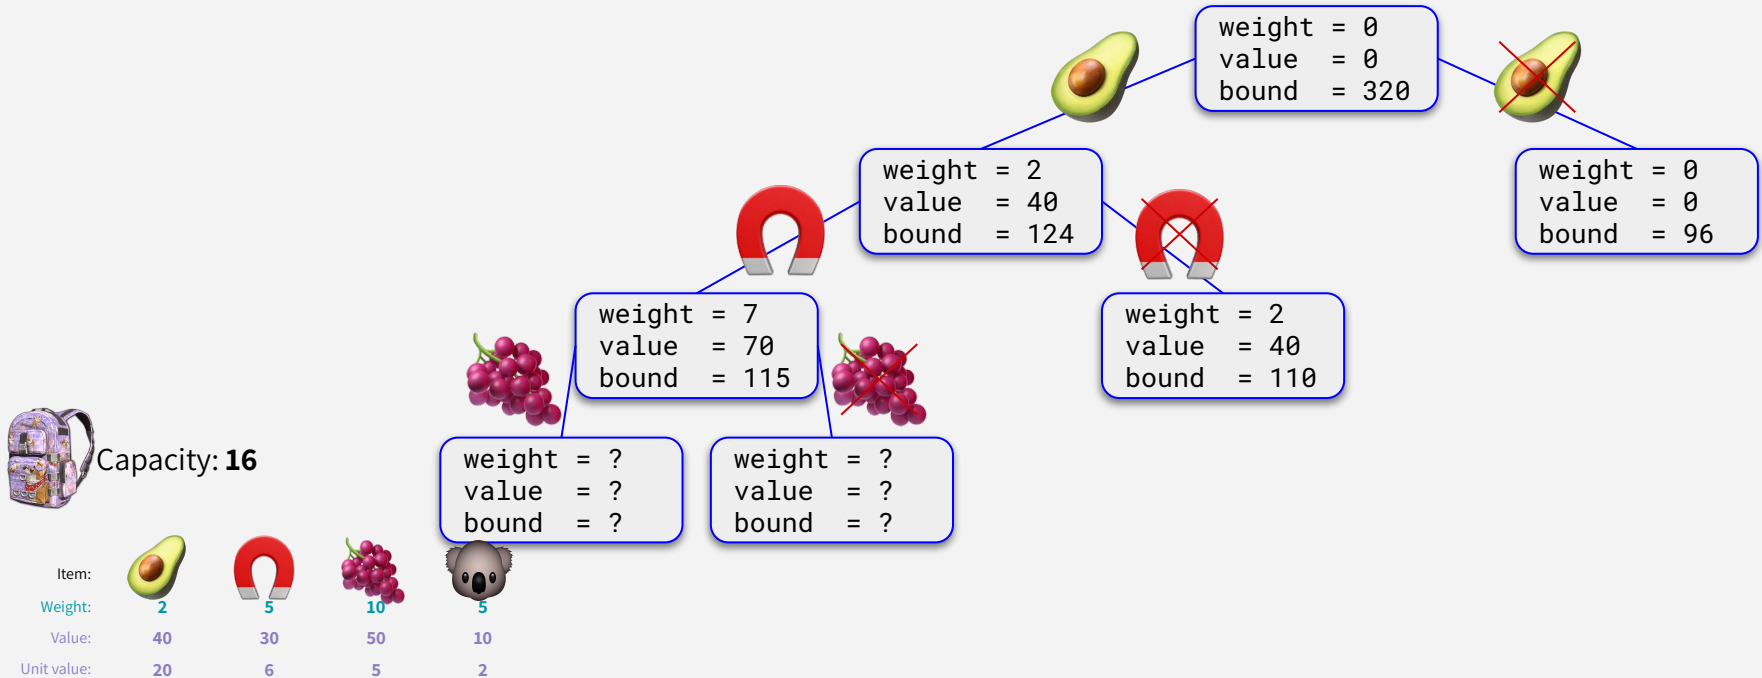 weight = 0
value = 0
bound = 320
weight = 2
value = 40
bound = 124
weight = 0
value = 0
bound = 96
weight = 7
value = 70
bound = 115
weight = 2
value = 40
bound = 110
Capacity: 16
weight = ?
value = ?
bound = ?
weight = ?
value = ?
bound = ?
Item:
Weight: 2 5 10 5
Value: 40 30 50 10
Unit value: 20 6 5 2